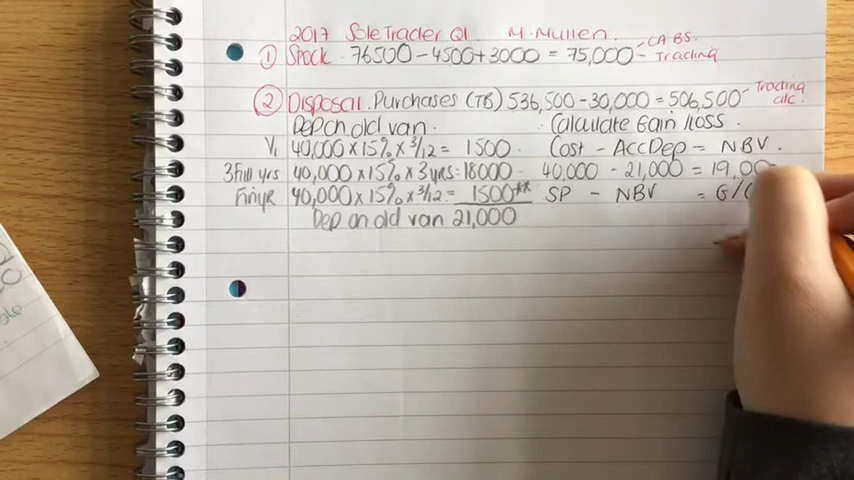 2017 Sole Trader Q1 M. Mullen.
① Stock. 76500 - 4500 + 3000 = 75,000 - CA BS.
- Trading
② Disposal. Purchases (TB) 536,500 - 30,000 = 506,500 - Trading
calc.
Dep on old van. Calculate Gain/loss
Y1 40,000 x 15% x 3/12 = 1500 Cost - AccDep = NBV.
3 Full yrs 40,000 x 15% x 3 yrs = 18000 40,000 - 21,000 = 19,00
Fin yr 40,000 x 15% x 3/12 = 1500** SP - NBV = G/
Dep on old van 21,000